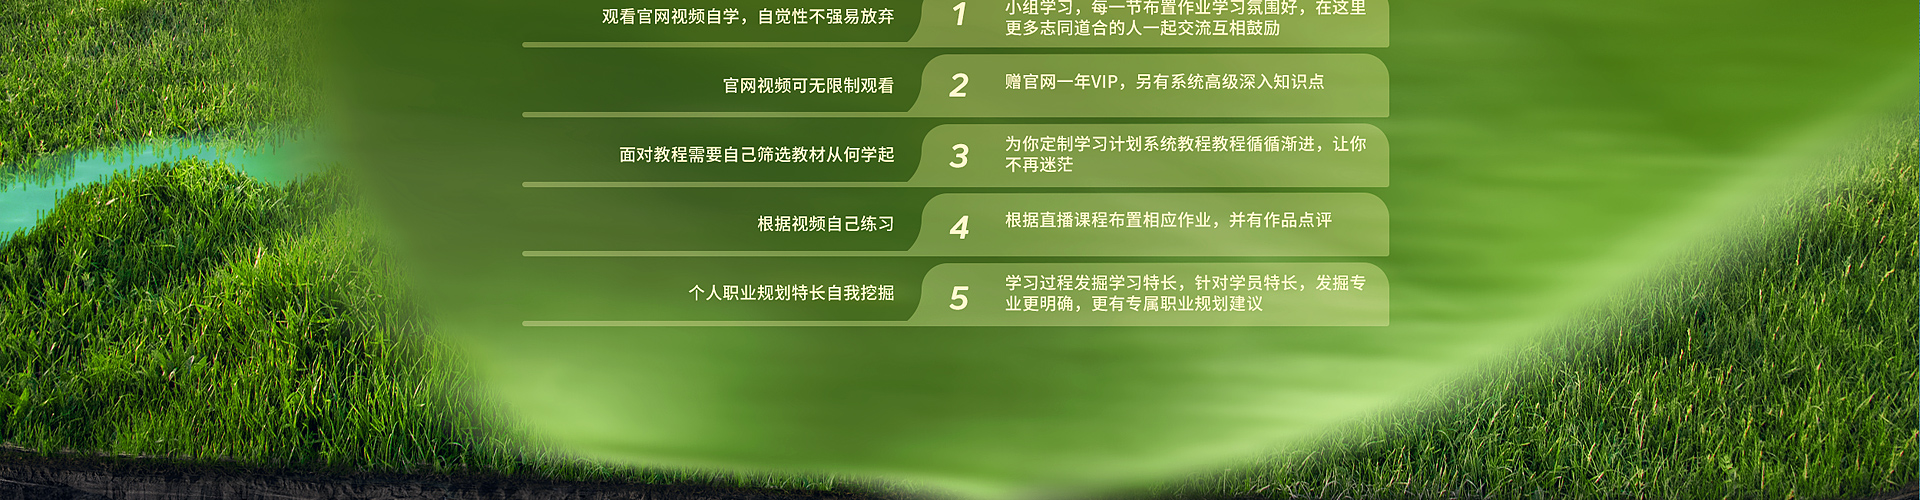 观看官网视频自学，自觉性不强易放弃
1
小组学习，每一节布置作业学习氛围好，在这里
更多志同道合的人一起交流互相鼓励
官网视频可无限制观看
2
赠官网一年VIP，另有系统高级深入知识点
面对教程需要自己筛选教材从何学起
3
为你定制学习计划系统教程教程循循渐进，让你
不再迷茫
根据视频自己练习
4
根据直播课程布置相应作业，并有作品点评
个人职业规划特长自我挖掘
5
学习过程发掘学习特长，针对学员特长，发掘专
业更明确，更有专属职业规划建议